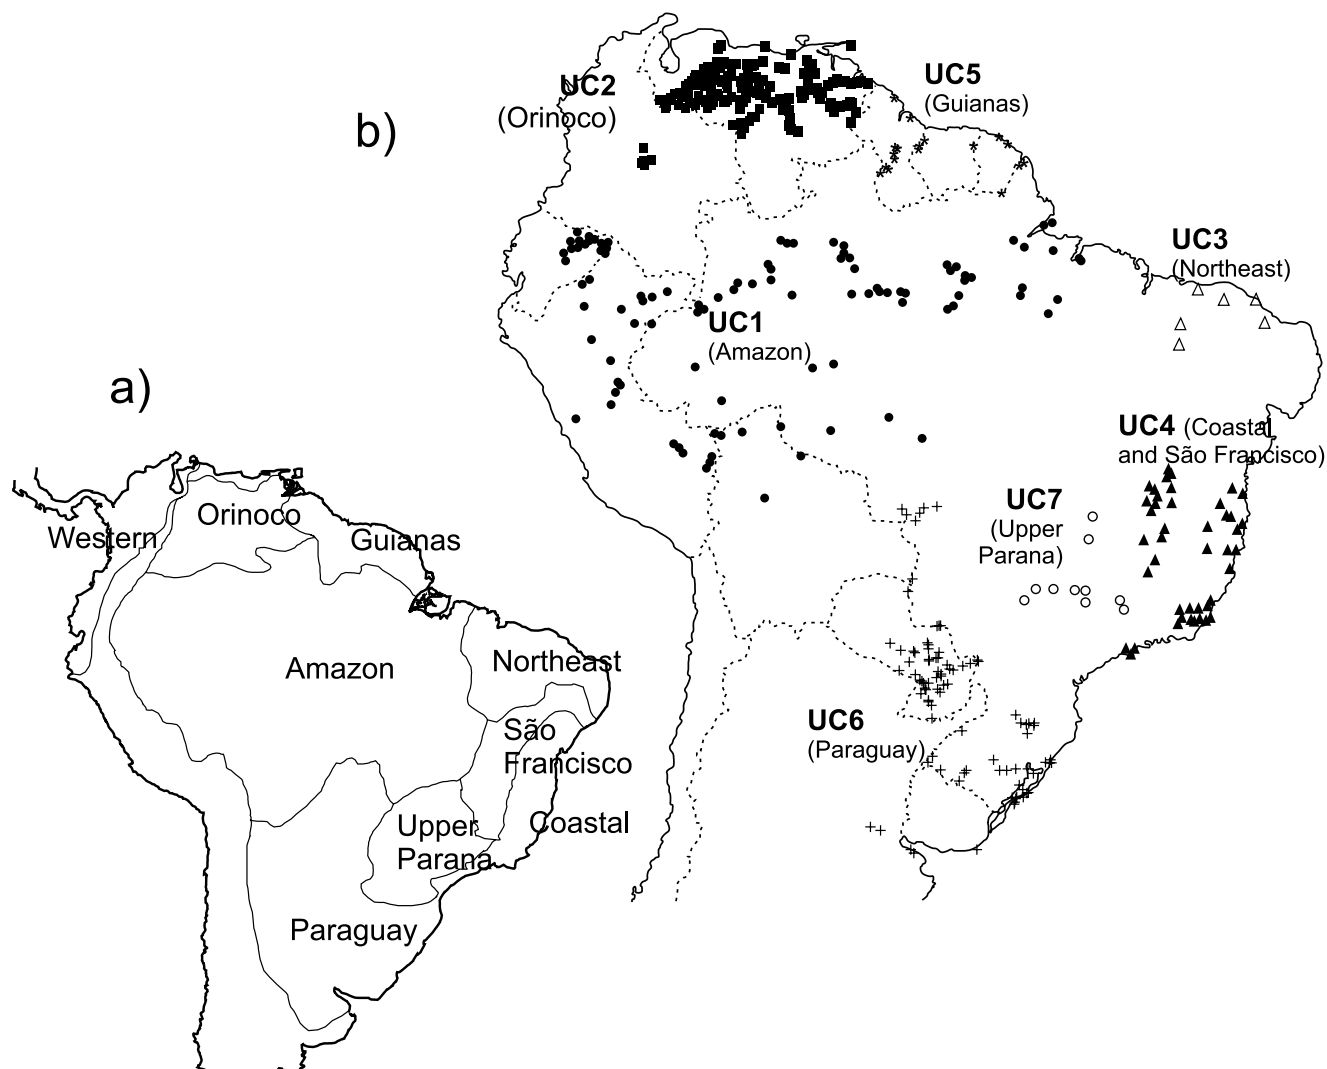 b)
UC2
(Orinoco)
UC5
(Guianas)
UC3
(Northeast)
UC1
(Amazon)
UC4 (Coastal
and São Francisco)
UC7
(Upper
Parana)
UC6
(Paraguay)
a)
Western
Orinoco
Guianas
Amazon
Northeast
São
Francisco
Upper
Parana
Coastal
Paraguay